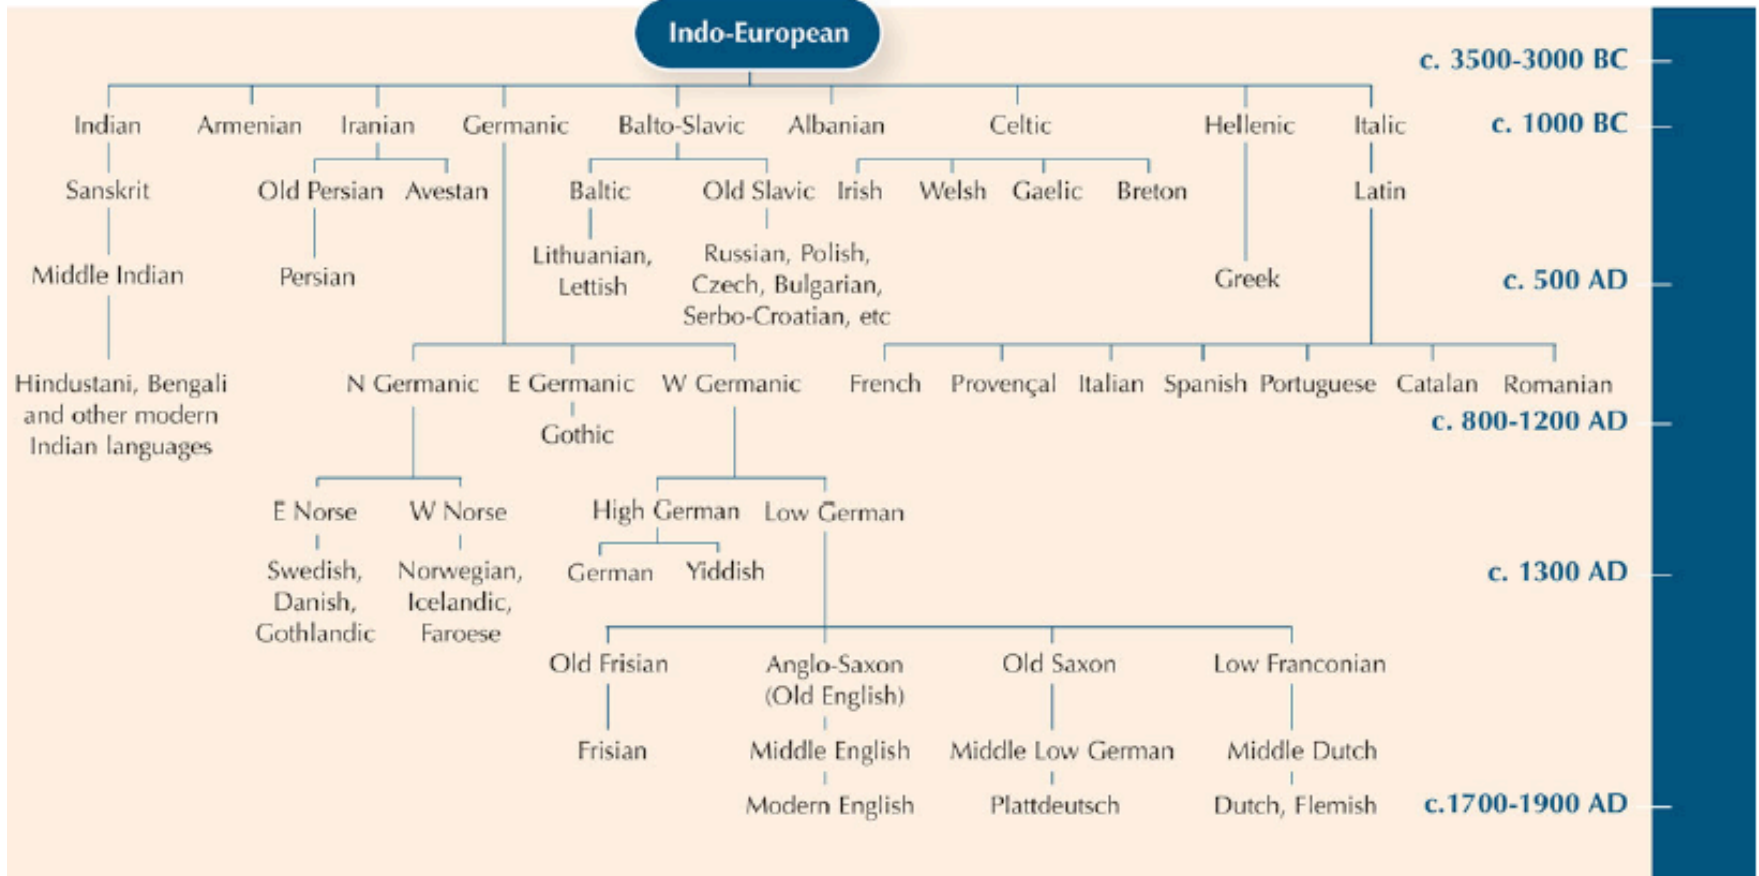 Indo-European
c. 3500-3000 BC
Indian Armenian Iranian Germanic Balto-Slavic Albanian Celtic Hellenic Italic c. 1000 BC
Sanskrit Old Persian Avestan Baltic Old Slavic Irish Welsh Gaelic Breton Latin
Middle Indian Persian Lithuanian,
Lettish Russian, Polish,
Czech, Bulgarian,
Serbo-Croatian, etc Greek c. 500 AD
Hindustani, Bengali
and other modern
Indian languages N Germanic E Germanic W Germanic French Provençal Italian Spanish Portuguese Catalan Romanian
c. 800-1200 AD
Gothic
E Norse W Norse High German Low German
Swedish,
Danish,
Gothlandic Norwegian,
Icelandic,
Faroese German Yiddish c. 1300 AD
Old Frisian Anglo-Saxon
(Old English) Old Saxon Low Franconian
Frisian Middle English Middle Low German Middle Dutch
Modern English Plattdeutsch Dutch, Flemish c.1700-1900 AD